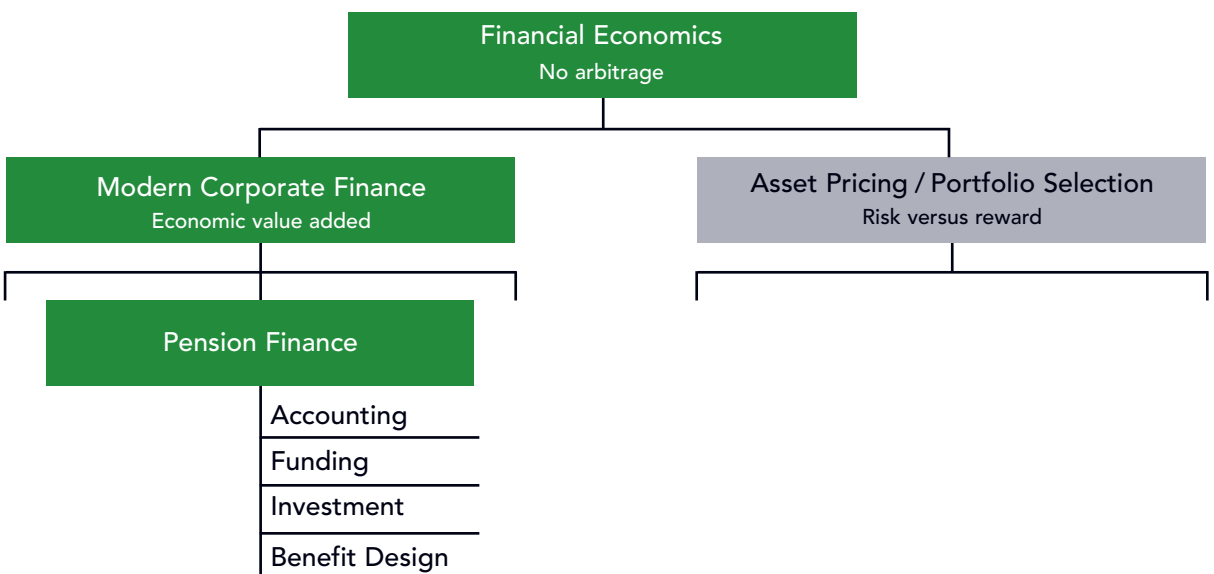 Financial Economics
No arbitrage
Modern Corporate Finance
Economic value added
Asset Pricing / Portfolio Selection
Risk versus reward
Pension Finance
Accounting
Funding
Investment
Benefit Design